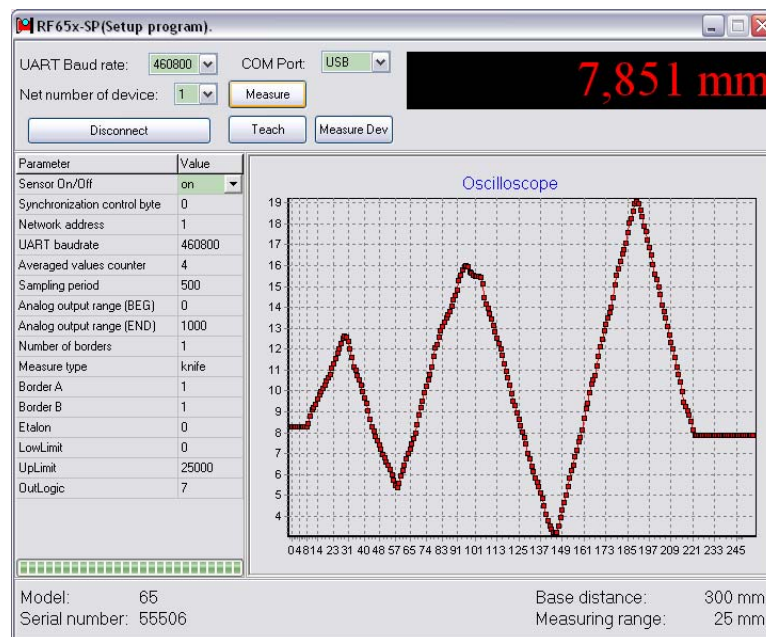 RF65x-SP(Setup program).
UART Baud rate: 460800 COM Port: USB
7,851 mm
Net number of device: 1 Measure
Disconnect Teach Measure Dev
Parameter Value
Sensor On/Off on
Synchronization control byte 0
Network address 1
UART baudrate 460800
Averaged values counter 4
Sampling period 500
Analog output range (BEG) 0
Analog output range (END) 1000
Number of borders 1
Measure type knife
Border A 1
Border B 1
Etalon 0
LowLimit 0
UpLimit 25000
OutLogic 7
Oscilloscope
19
18
17
16
15
14
13
12
11
10
9
8
7
6
5
4
0 4 8 14 23 31 40 48 57 65 74 83 91 101 113 125 137 149 161 173 185 197 209 221 233 245
Model: 65 Base distance: 300 mm
Serial number: 55506 Measuring range: 25 mm